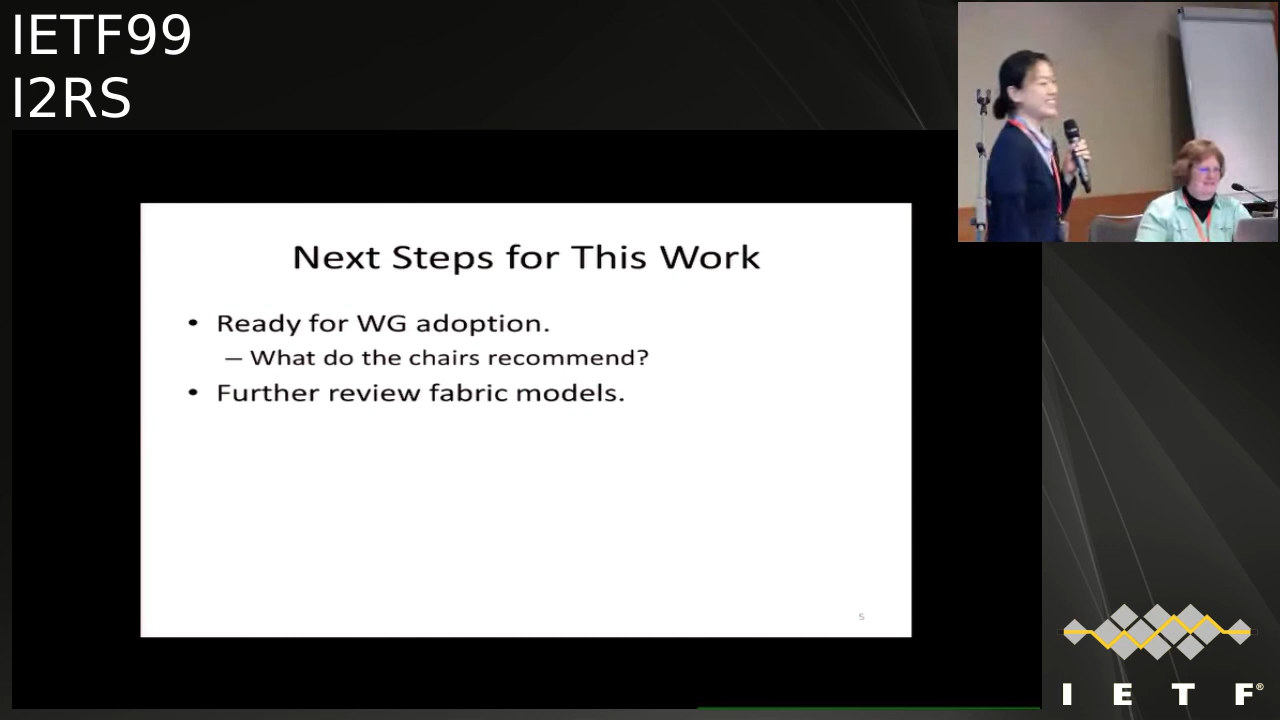 IETF99
I2RS
Next Steps for This Work
• Ready for WG adoption.
– What do the chairs recommend?
• Further review fabric models.
5
I E T F®